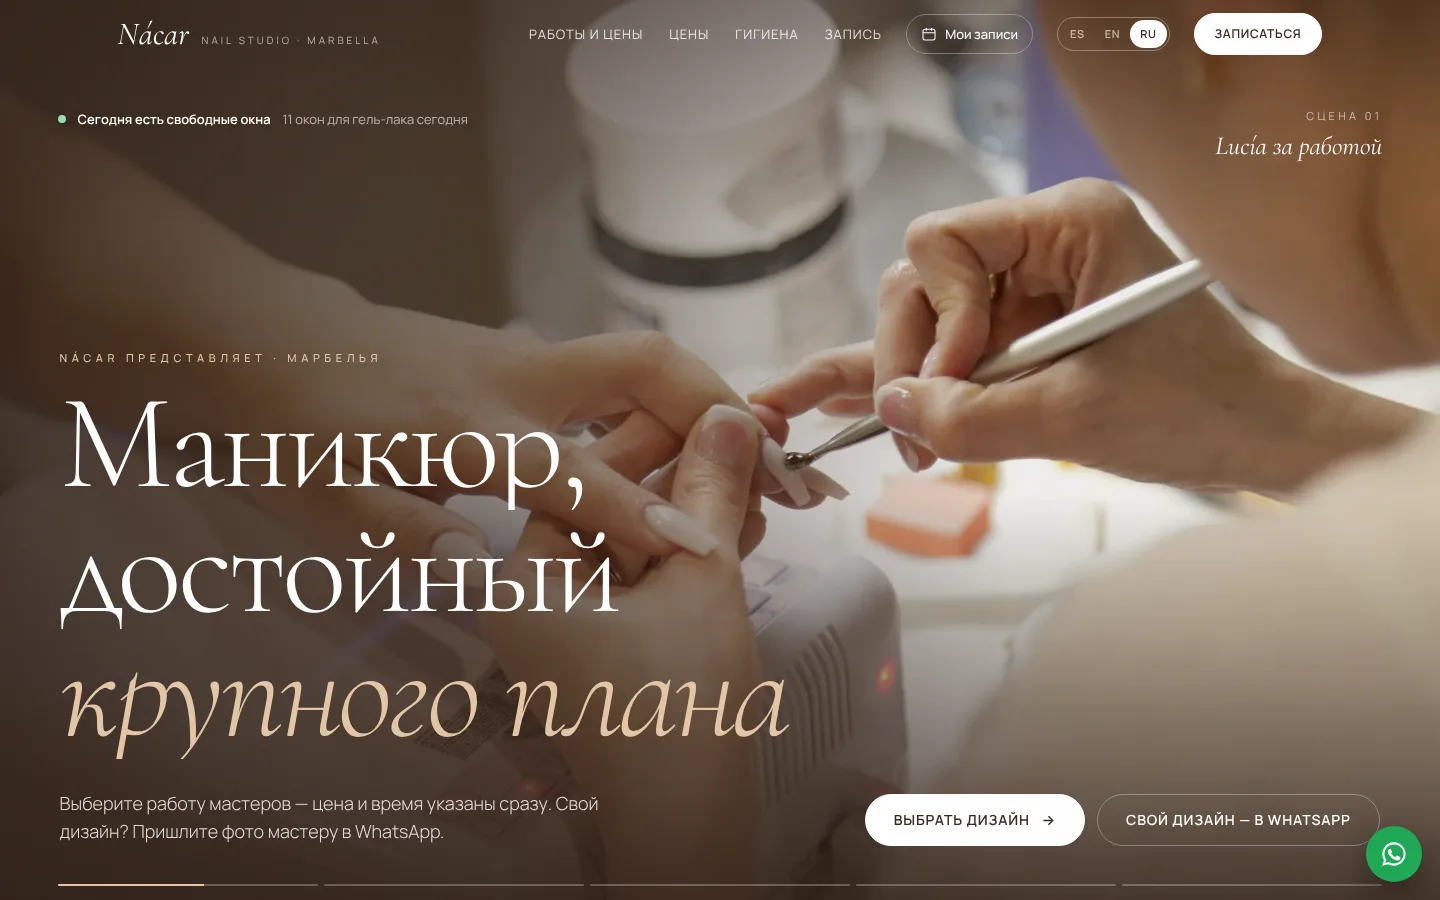 Nácar NAIL STUDIO · MARBELLA
РАБОТЫ И ЦЕНЫ ЦЕНЫ ГИГИЕНА ЗАПИСЬ Мои записи ES EN RU ЗАПИСАТЬСЯ
Сегодня есть свободные окна 11 окон для гель-лака сегодня
СЦЕНА 01
Lucía за работой
NÁCAR ПРЕДСТАВЛЯЕТ · МАРБЕЛЬЯ
Маникюр,
достойный
крупного плана
Выберите работу мастеров — цена и время указаны сразу. Свой
дизайн? Пришлите фото мастеру в WhatsApp.
ВЫБРАТЬ ДИЗАЙН →
СВОЙ ДИЗАЙН — В WHATSAPP